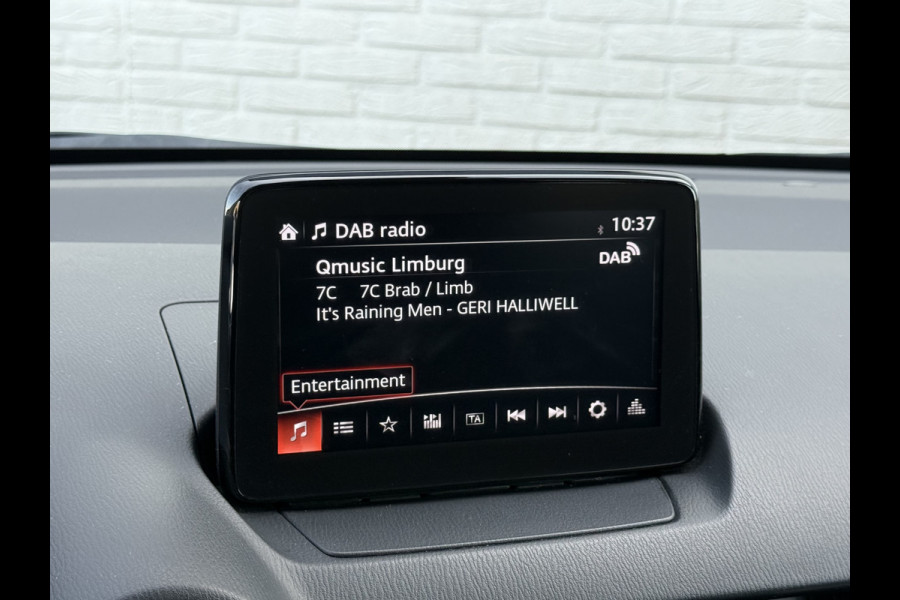 DAB radio 10:37
Qmusic Limburg DAB
7C 7C Brab / Limb
It's Raining Men - GERI HALLIWELL
Entertainment
TA